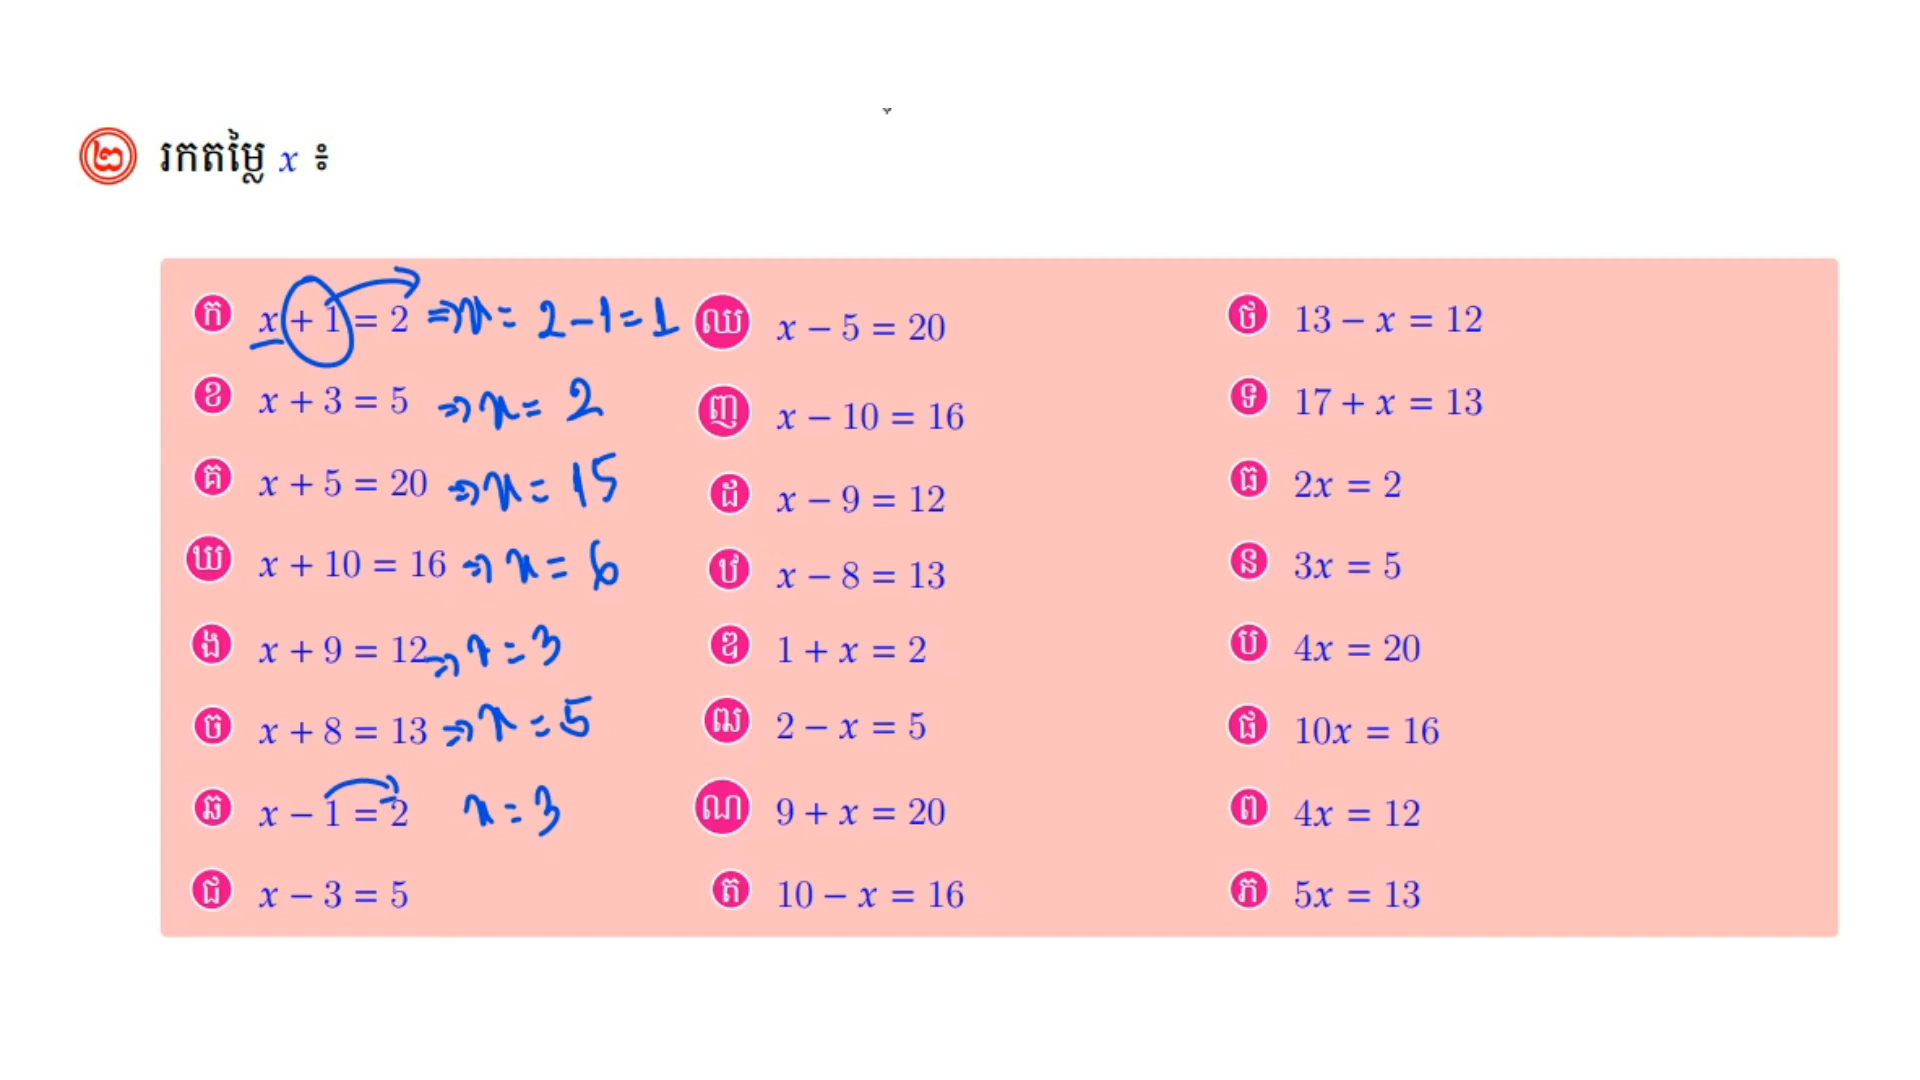 ២ រកតម្លៃ x ៖
ក x + 1 = 2 ⇒ x = 2 - 1 = 1
ខ x + 3 = 5 ⇒ x = 2
គ x + 5 = 20 ⇒ x = 15
ឃ x + 10 = 16 ⇒ x = 6
ង x + 9 = 12 ⇒ x = 3
ច x + 8 = 13 ⇒ x = 5
ឆ x − 1 = 2 x = 3
ជ x − 3 = 5
ឈ x − 5 = 20
ញ x − 10 = 16
ដ x − 9 = 12
ឋ x − 8 = 13
ឌ 1 + x = 2
ឍ 2 − x = 5
ណ 9 + x = 20
ត 10 − x = 16
ថ 13 − x = 12
ទ 17 + x = 13
ធ 2x = 2
ន 3x = 5
ប 4x = 20
ផ 10x = 16
ព 4x = 12
ភ 5x = 13